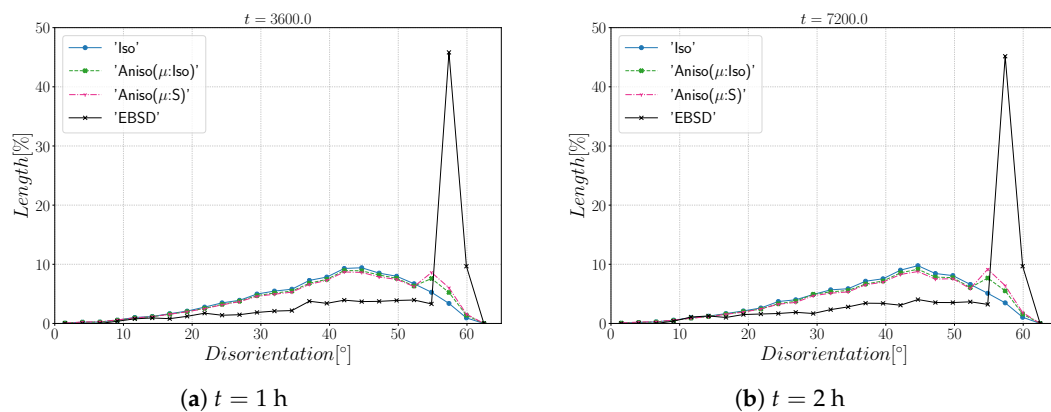 t = 3600.0
50
40
30
20
10
0
Length[%]
'Iso'
'Aniso(μ:Iso)'
'Aniso(μ:S)'
'EBSD'
0 10 20 30 40 50 60
Disorientation[°]
(a) t = 1 h
t = 7200.0
50
40
30
20
10
0
Length[%]
'Iso'
'Aniso(μ:Iso)'
'Aniso(μ:S)'
'EBSD'
0 10 20 30 40 50 60
Disorientation[°]
(b) t = 2 h